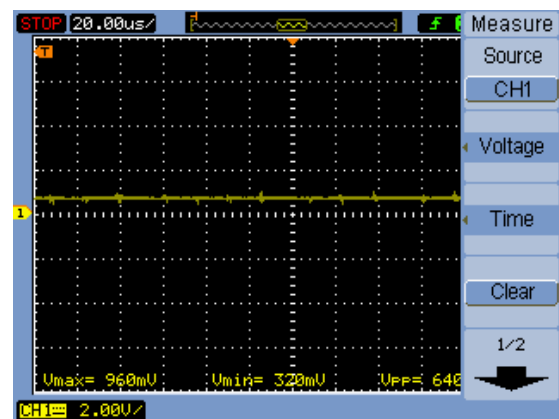 STOP 20.00us/ Measure
T
Source
CH1
Voltage
1
Time
Clear
1/2
Vmax= 960mV Vmin= 320mV VPP= 640
CH1 2.00V/